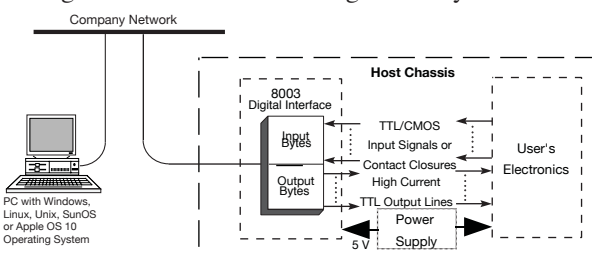 Company Network
Host Chassis
8003
Digital Interface
Input
Bytes
Output
Bytes
TTL/CMOS
Input Signals or
Contact Closures
High Current
TTL Output Lines
User's
Electronics
Power
Supply
5 V
PC with Windows,
Linux, Unix, SunOS
or Apple OS 10
Operating System